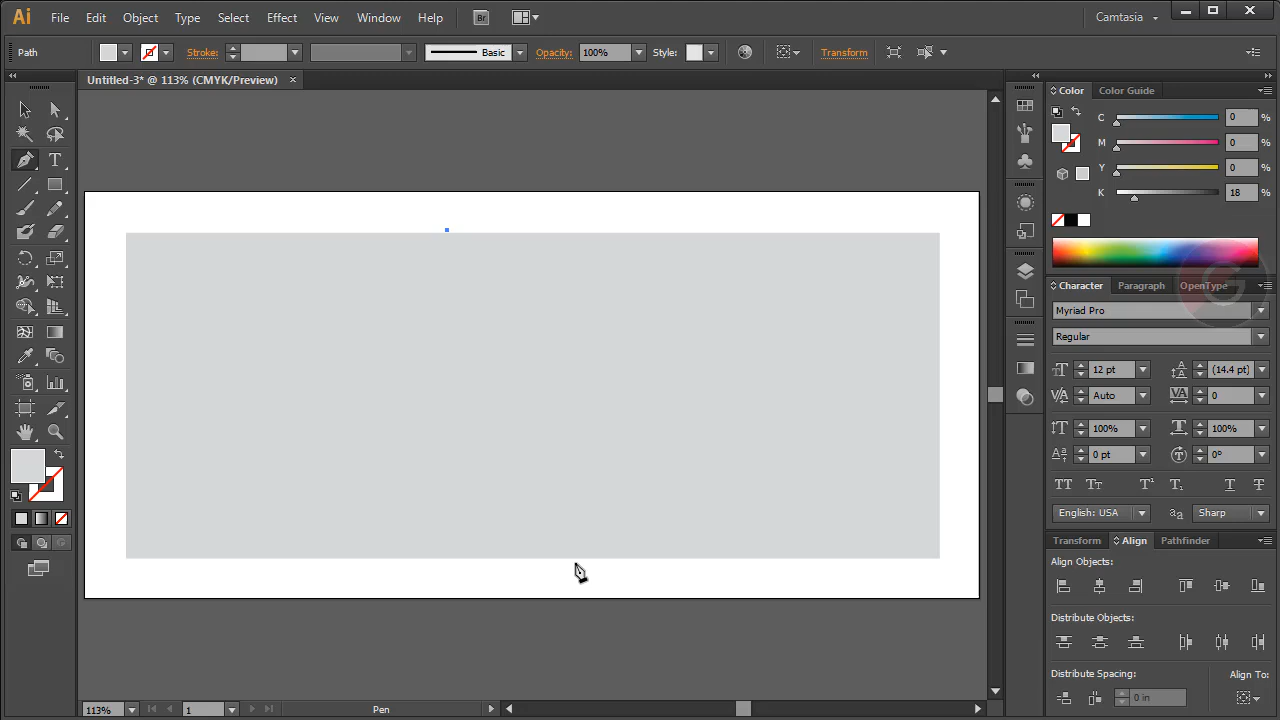 Ai File Edit Object Type Select Effect View Window Help Br Camtasia
Path Stroke: Basic Opacity: 100% Style: Transform
Untitled-3* @ 113% (CMYK/Preview) ×
Color Color Guide
C 0 %
M 0 %
Y 0 %
K 18 %
Character Paragraph OpenType
Myriad Pro
Regular
12 pt (14.4 pt)
Auto 0
100% 100%
0 pt 0°
English: USA Sharp
Transform Align Pathfinder
Align Objects:
Distribute Objects:
Distribute Spacing: Align To:
0 in
113% 1 Pen